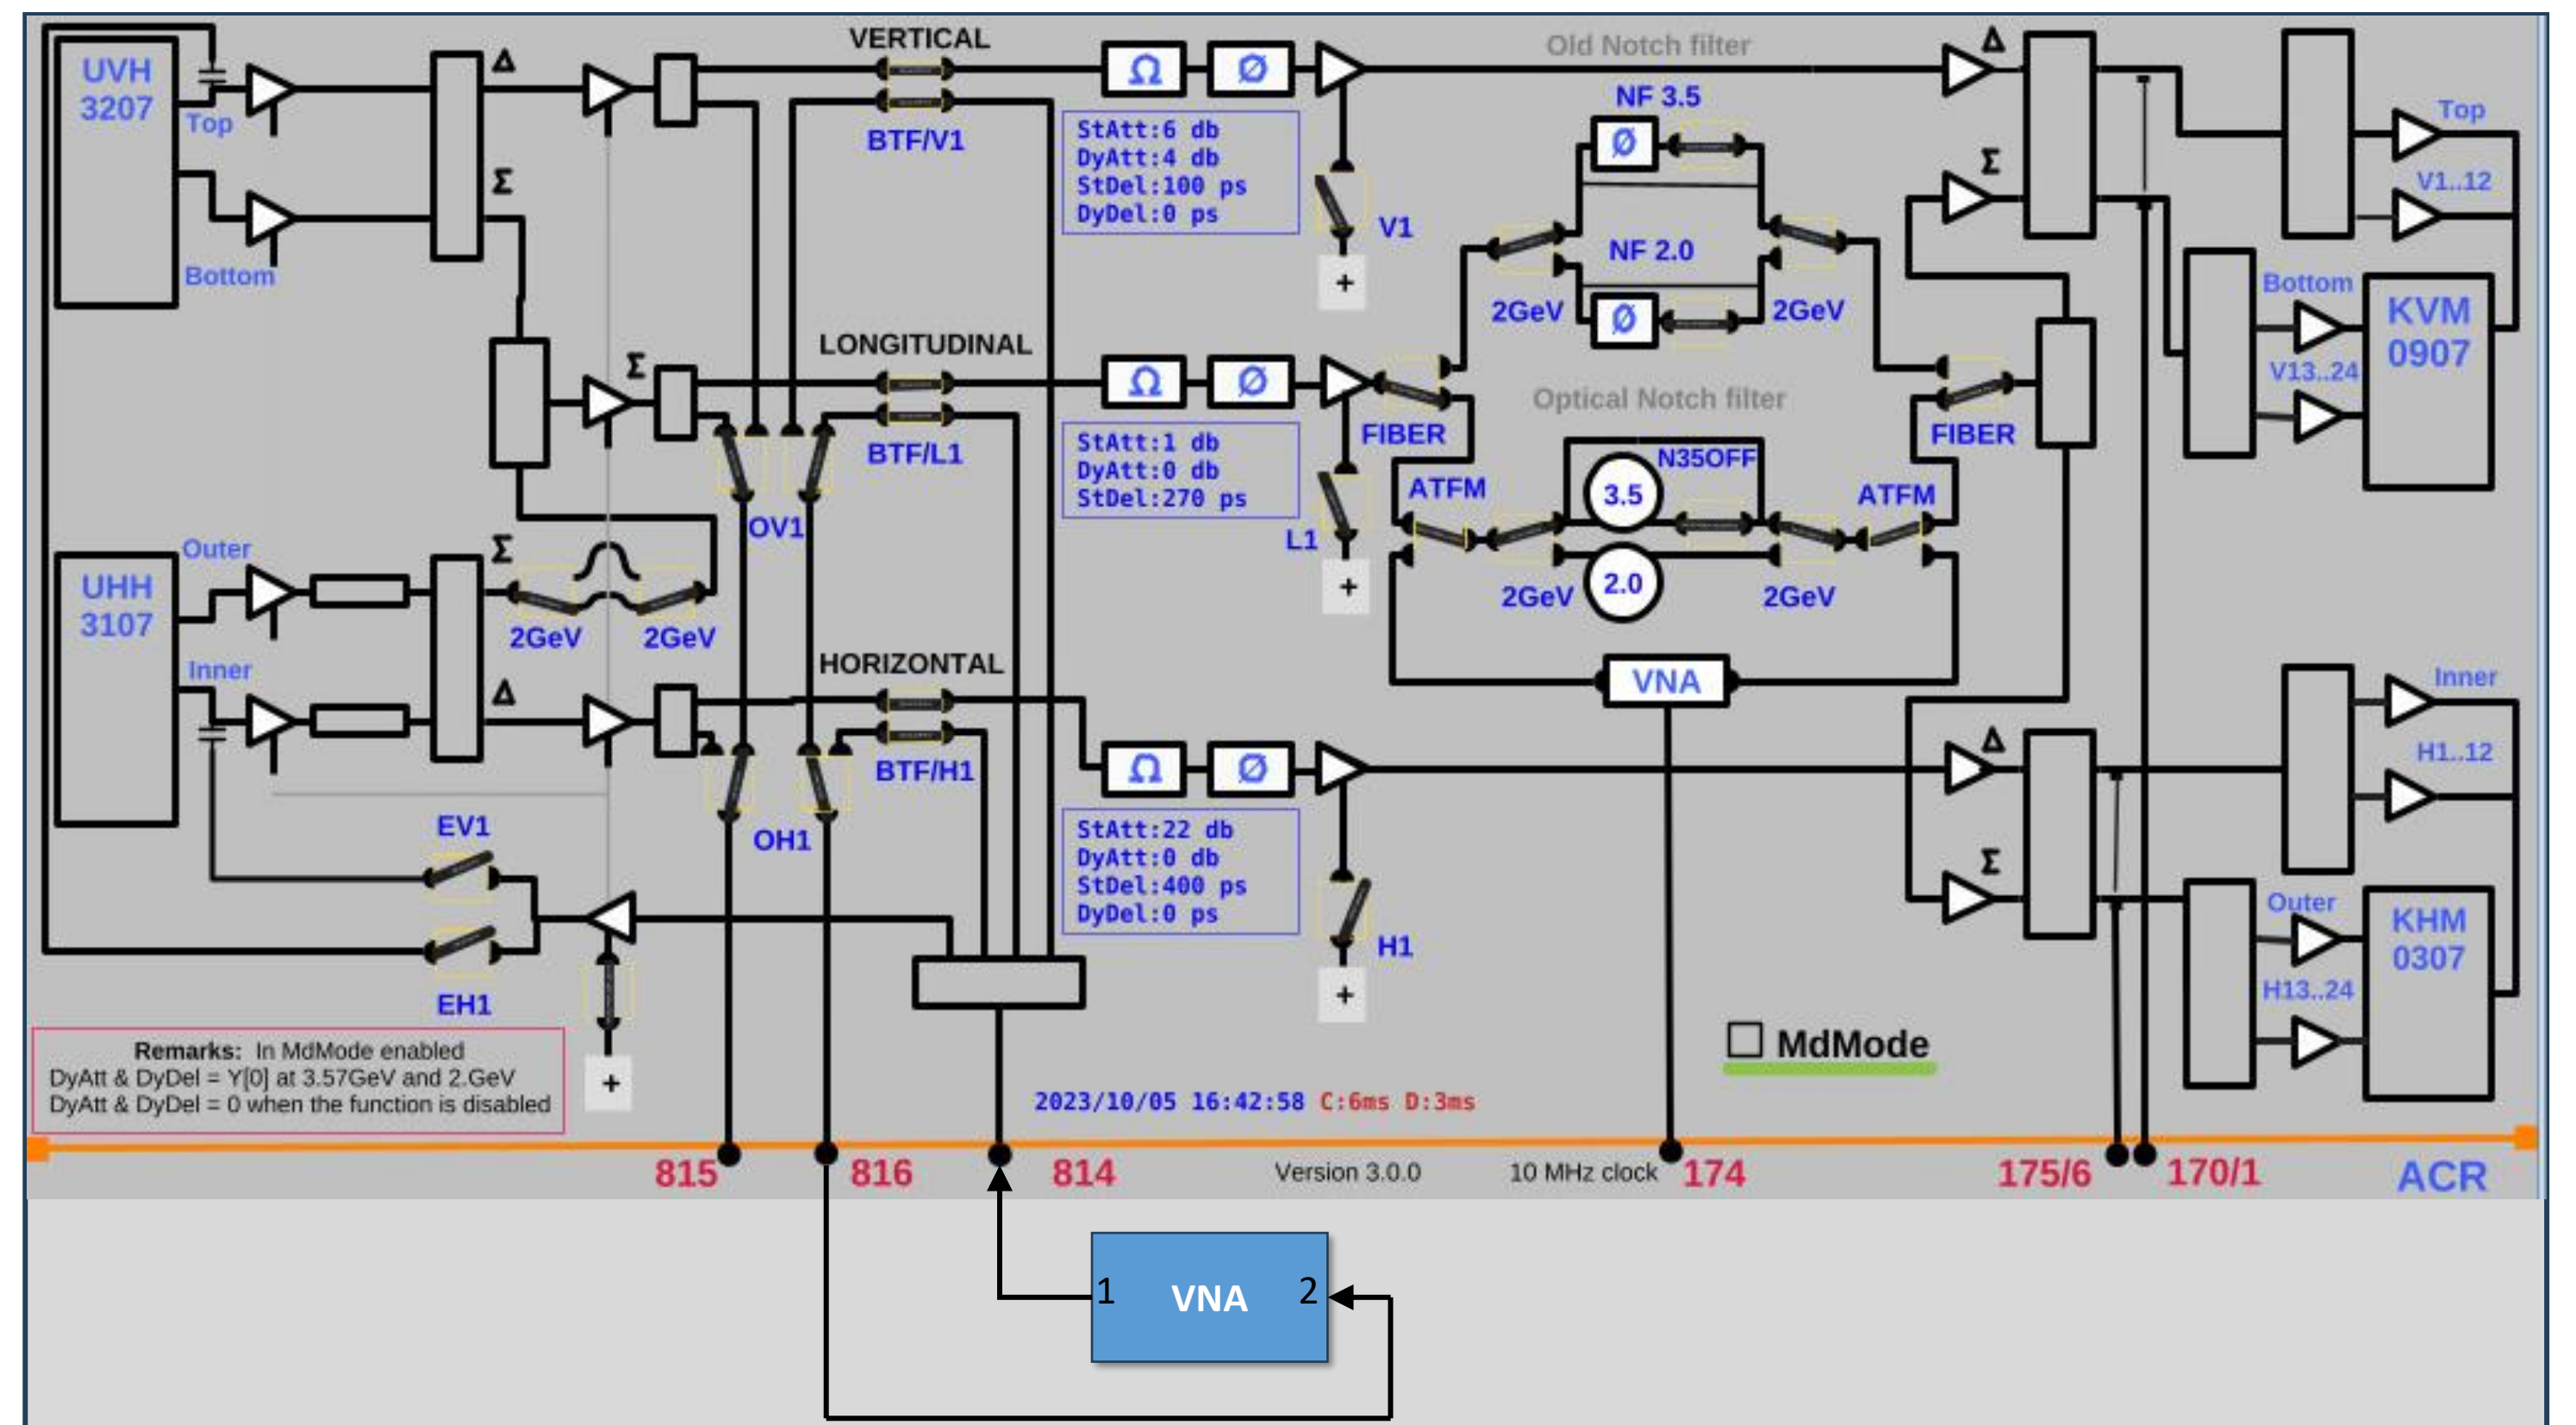 UVH
3207
Top
Bottom
Δ
Σ
VERTICAL
BTF/V1
Ω
Ø
StAtt:6 db
DyAtt:4 db
StDel:100 ps
DyDel:0 ps
V1
+
Old Notch filter
NF 3.5
Ø
NF 2.0
2GeV
Ø
2GeV
Δ
Σ
Top
V1..12
Bottom
V13..24
KVM
0907
Σ
LONGITUDINAL
BTF/L1
OV1
Ω
Ø
StAtt:1 db
DyAtt:0 db
StDel:270 ps
L1
+
FIBER
Optical Notch filter
FIBER
ATFM
N35OFF
3.5
ATFM
2GeV
2.0
2GeV
VNA
UHH
3107
Outer
Inner
Σ
2GeV
2GeV
Δ
HORIZONTAL
BTF/H1
OH1
Ω
Ø
StAtt:22 db
DyAtt:0 db
StDel:400 ps
DyDel:0 ps
H1
+
Δ
Σ
Inner
H1..12
Outer
H13..24
KHM
0307
EV1
EH1
+
Remarks: In MdMode enabled
DyAtt & DyDel = Y[0] at 3.57GeV and 2.GeV
DyAtt & DyDel = 0 when the function is disabled
MdMode
2023/10/05 16:42:58 C:6ms D:3ms
815
816
814
Version 3.0.0
10 MHz clock
174
175/6
170/1
ACR
1 VNA 2